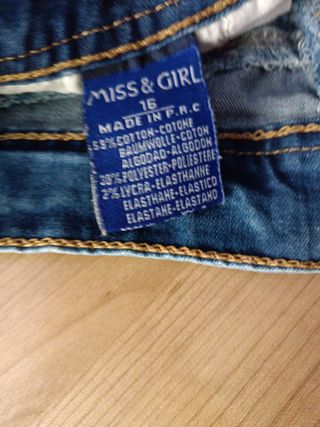 MISS & GIRL
16
MADE IN P.R.C
53% COTTON-COTONE
BAUMWOLLE-COTON
ALGODAO-ALGODON
30% POLYESTER-POLIESTERE
2% LYCRA-ELASTHANNE
ELASTHANE-ELASTICO
ELASTANE-ELASTANO